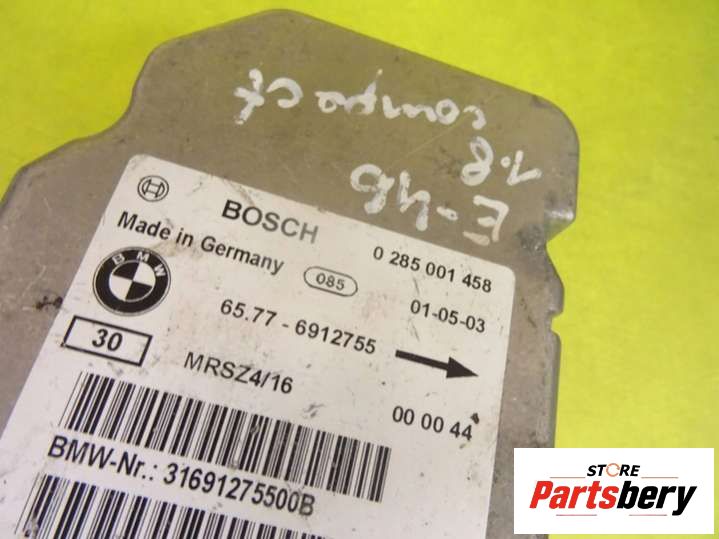 E-46
1.8
compact
BOSCH
0 285 001 458
Made in Germany
085
01-05-03
BMW
65.77 - 6912755
30
MRSZ4/16
00 00 44
BMW-Nr.: 31691275500B
STORE
Partsbery